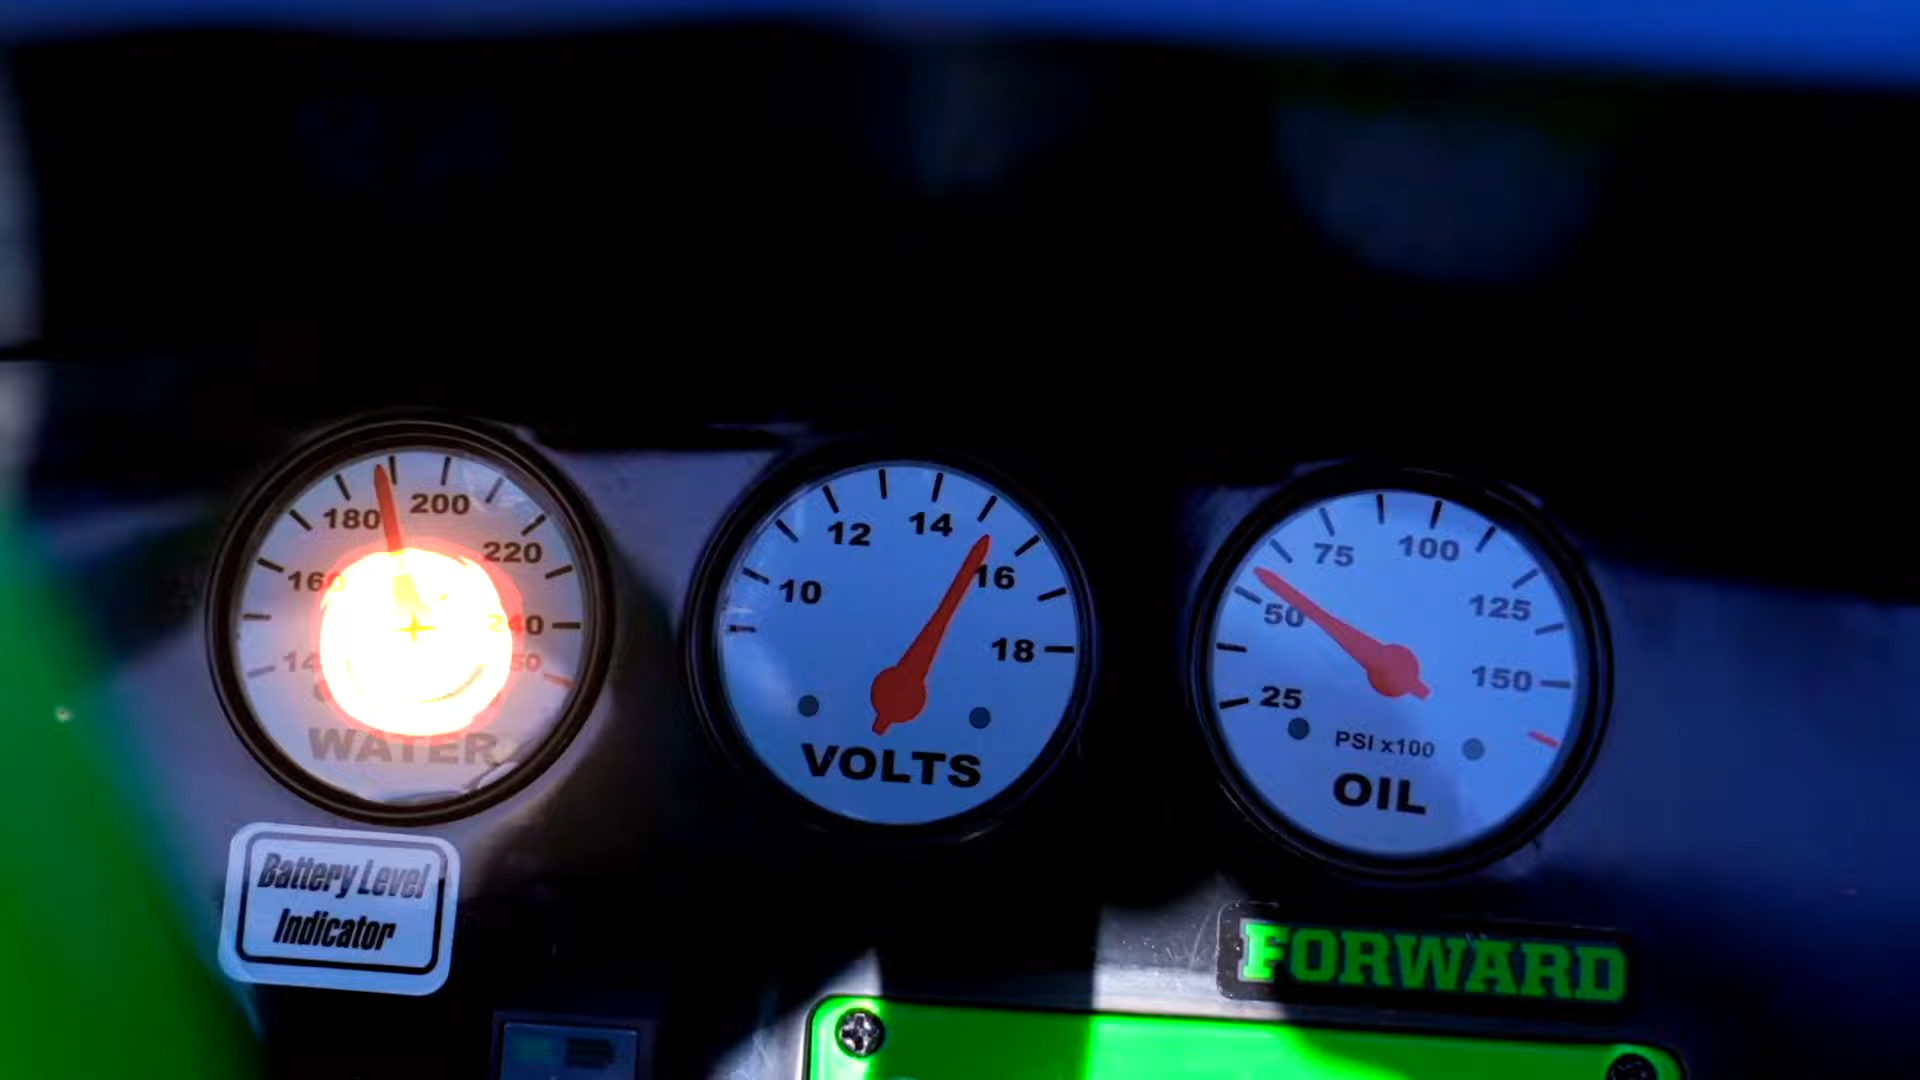 180 200
160 220
240
WATER
10 12 14 16 18
VOLTS
25 50 75 100 125 150
PSI x100
OIL
Battery Level
Indicator
FORWARD